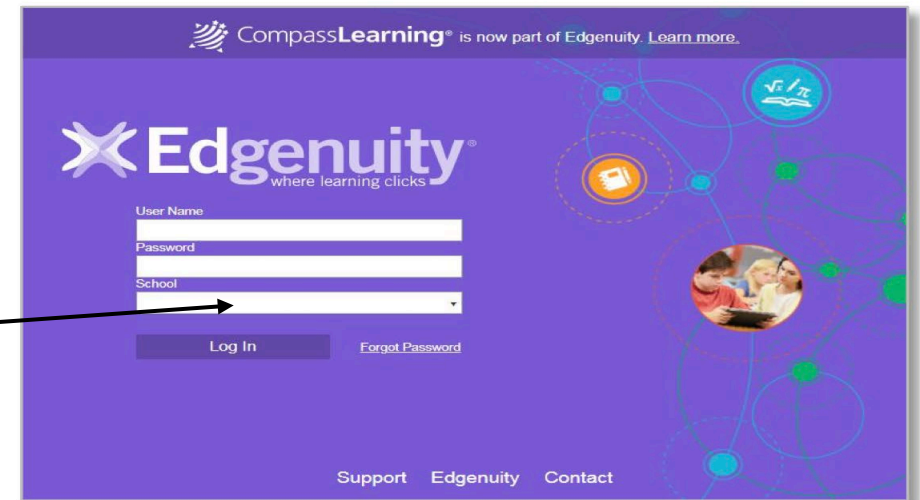 CompassLearning® is now part of Edgenuity. Learn more.
√x / π
Edgenuity®
where learning clicks
User Name
Password
School
Log In Forgot Password
Support Edgenuity Contact